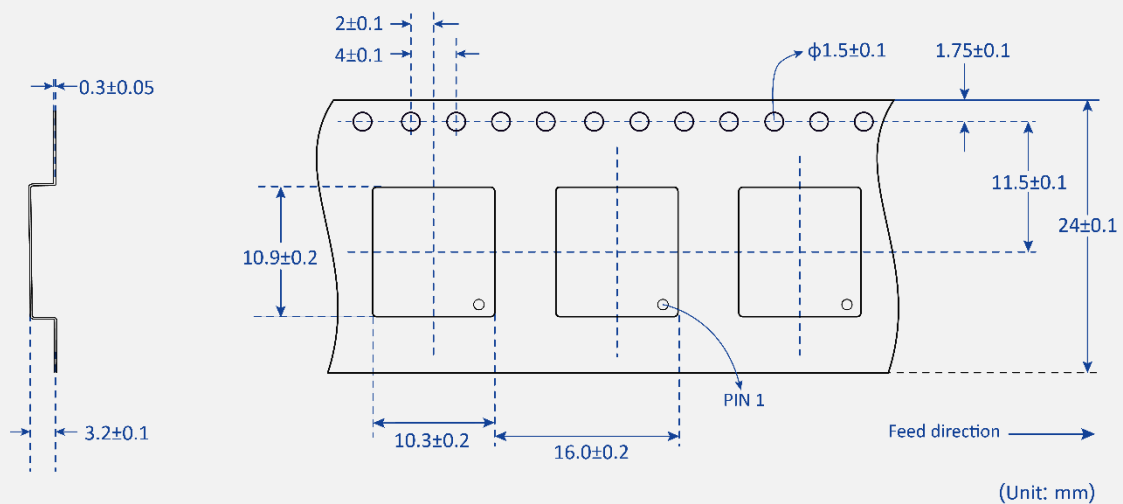 2±0.1
4±0.1
ϕ1.5±0.1
1.75±0.1
0.3±0.05
11.5±0.1
24±0.1
10.9±0.2
PIN 1
3.2±0.1
10.3±0.2
16.0±0.2
Feed direction
(Unit: mm)